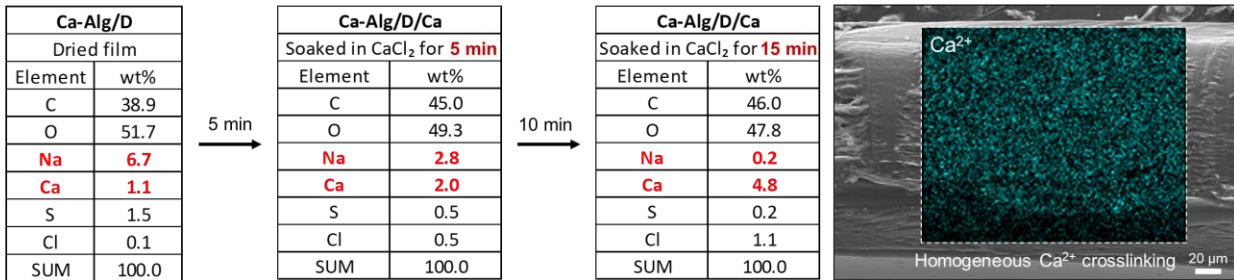 Ca-Alg/D
Dried film
Element wt%
C 38.9
O 51.7
Na 6.7
Ca 1.1
S 1.5
Cl 0.1
SUM 100.0
5 min
Ca-Alg/D/Ca
Soaked in CaCl₂ for 5 min
Element wt%
C 45.0
O 49.3
Na 2.8
Ca 2.0
S 0.5
Cl 0.5
SUM 100.0
10 min
Ca-Alg/D/Ca
Soaked in CaCl₂ for 15 min
Element wt%
C 46.0
O 47.8
Na 0.2
Ca 4.8
S 0.2
Cl 1.1
SUM 100.0
Ca²⁺
Homogeneous Ca²⁺ crosslinking
20 μm